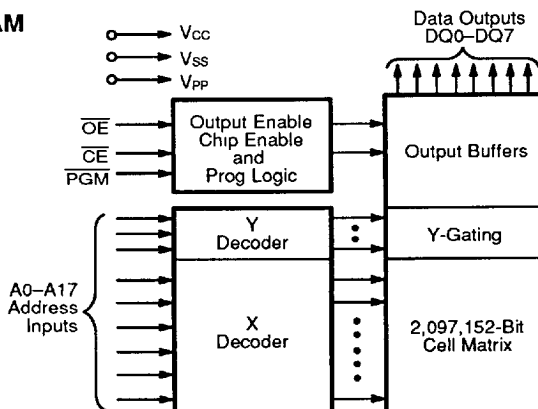 AM
Data Outputs
DQ0–DQ7
VCC
VSS
VPP
OE
CE
PGM
Output Enable
Chip Enable
and
Prog Logic
Output Buffers
Y
Decoder
Y-Gating
A0–A17
Address
Inputs
X
Decoder
2,097,152-Bit
Cell Matrix